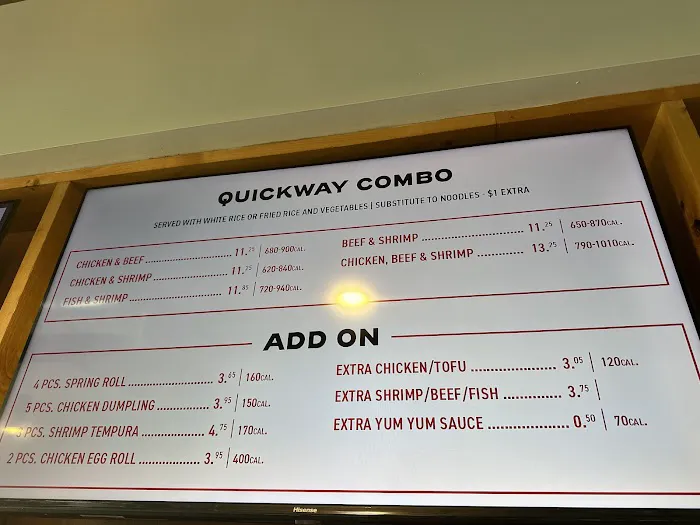 QUICKWAY COMBO
SERVED WITH WHITE RICE OR FRIED RICE AND VEGETABLES | SUBSTITUTE TO NOODLES - $1 EXTRA
CHICKEN & BEEF .............................. 11.25 | 680-900CAL.
CHICKEN & SHRIMP ........................... 11.25 | 620-840CAL.
FISH & SHRIMP ............................... 11.85 | 720-940CAL.
BEEF & SHRIMP ............................... 11.25 | 650-870CAL.
CHICKEN, BEEF & SHRIMP ............... 13.25 | 790-1010CAL.
ADD ON
4 PCS. SPRING ROLL ........................ 3.65 | 160CAL.
5 PCS. CHICKEN DUMPLING ............... 3.95 | 150CAL.
PCS. SHRIMP TEMPURA ................. 4.75 | 170CAL.
2 PCS. CHICKEN EGG ROLL ................. 3.95 | 400CAL.
EXTRA CHICKEN/TOFU ...................... 3.05 | 120CAL.
EXTRA SHRIMP/BEEF/FISH ............... 3.75 |
EXTRA YUM YUM SAUCE .................... 0.50 | 70CAL.
Hisense